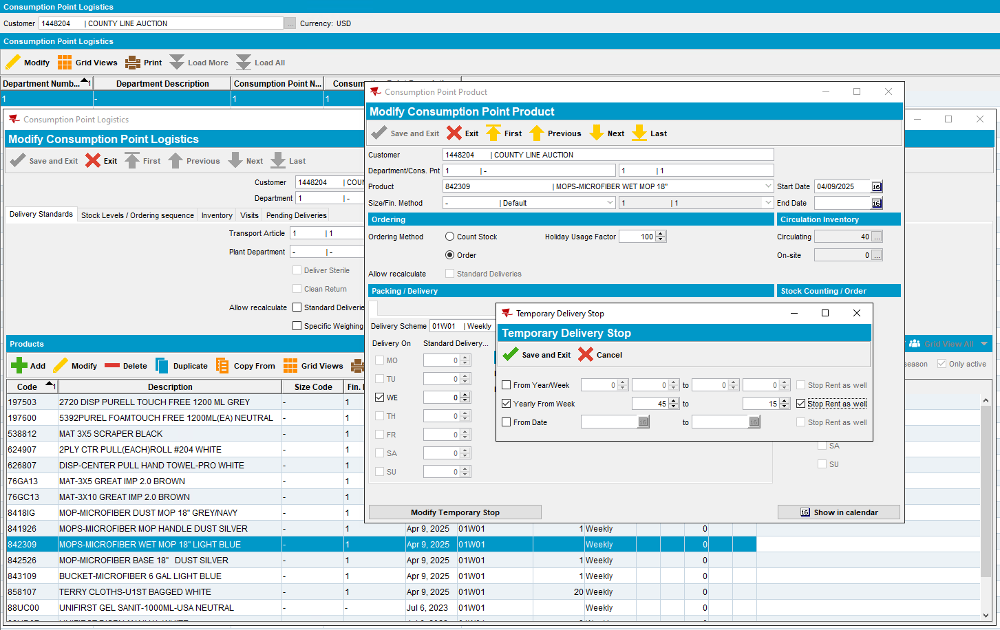 Consumption Point Logistics
Customer 1448204 | COUNTY LINE AUCTION ... Currency: USD
Consumption Point Logistics
Modify Grid Views Print Load More Load All
Department Numb... 1 Department Description Consumption Point N...
1 - 1 1
Consumption Point Logistics
Modify Consumption Point Logistics
Save and Exit Exit First Previous Next Last
Customer 1448204 | COUN
Department 1 | -
Delivery Standards Stock Levels / Ordering sequence Inventory Visits Pending Deliveries
Transport Article 1 | 1
Plant Department - | -
Deliver Sterile
Clean Return
Allow recalculate Standard Deliverie
Specific Weighing
Products
Grid View All
Add Modify Delete Duplicate Copy From Grid Views
season Only active
Code 1 Description Size Code Fin.
197503 2720 DISP PURELL TOUCH FREE 1200 ML GREY - 1
197600 5392PUREL FOAMTOUCH FREE 1200ML(EA) NEUTRAL - 1
538812 MAT 3X5 SCRAPER BLACK - 1
624907 2PLY CTR PULL(EACH)ROLL #204 WHITE - 1
626807 DISP-CENTER PULL HAND TOWEL-PRO WHITE - 1
76GA13 MAT-3X5 GREAT IMP 2.0 BROWN - 1
76GC13 MAT-3X10 GREAT IMP 2.0 BROWN - 1
8418IG MOP-MICROFIBER DUST MOP 18" GREY/NAVY - 1
841926 MOPS-MICROFIBER MOP HANDLE DUST SILVER - 1 Apr 9, 2025 01W01 1 Weekly 0
842309 MOPS-MICROFIBER WET MOP 18" LIGHT BLUE - 1 Apr 9, 2025 01W01 Weekly 0
842526 MOP-MICROFIBER BASE 18" DUST SILVER - 1 Apr 9, 2025 01W01 1 Weekly 0
843109 BUCKET-MICROFIBER 6 GAL LIGHT BLUE - 1 Apr 9, 2025 01W01 1 Weekly 0
858107 TERRY CLOTHS-U1ST BAGGED WHITE - 1 Apr 9, 2025 01W01 20 Weekly 0
88UC00 UNIFIRST GEL SANIT-1000ML-USA NEUTRAL - - Jul 6, 2023 01W01 Weekly 0
Consumption Point Product
Modify Consumption Point Product
Save and Exit Exit First Previous Next Last
Customer 1448204 | COUNTY LINE AUCTION
Department/Cons. Pnt 1 | - 1 | 1
Product 842309 | MOPS-MICROFIBER WET MOP 18" Start Date 04/09/2025 16
Size/Fin. Method - | Default 1 | 1 End Date 16
Ordering Circulation Inventory
Ordering Method Count Stock Holiday Usage Factor 100 Circulating 40 ...
Order On-site 0 ...
Allow recalculate Standard Deliveries
Packing / Delivery Stock Counting / Order
Delivery Scheme 01W01 | Weekly
Delivery On Standard Delivery...
MO 0
TU 0
WE 0
TH 0
FR 0
SA 0 SA
SU 0 SU
Modify Temporary Stop 16 Show in calendar
Temporary Delivery Stop
Temporary Delivery Stop
Save and Exit Cancel
From Year/Week 0 0 to 0 0 Stop Rent as well
Yearly From Week 45 to 15 Stop Rent as well
From Date 16 to 16 Stop Rent as well